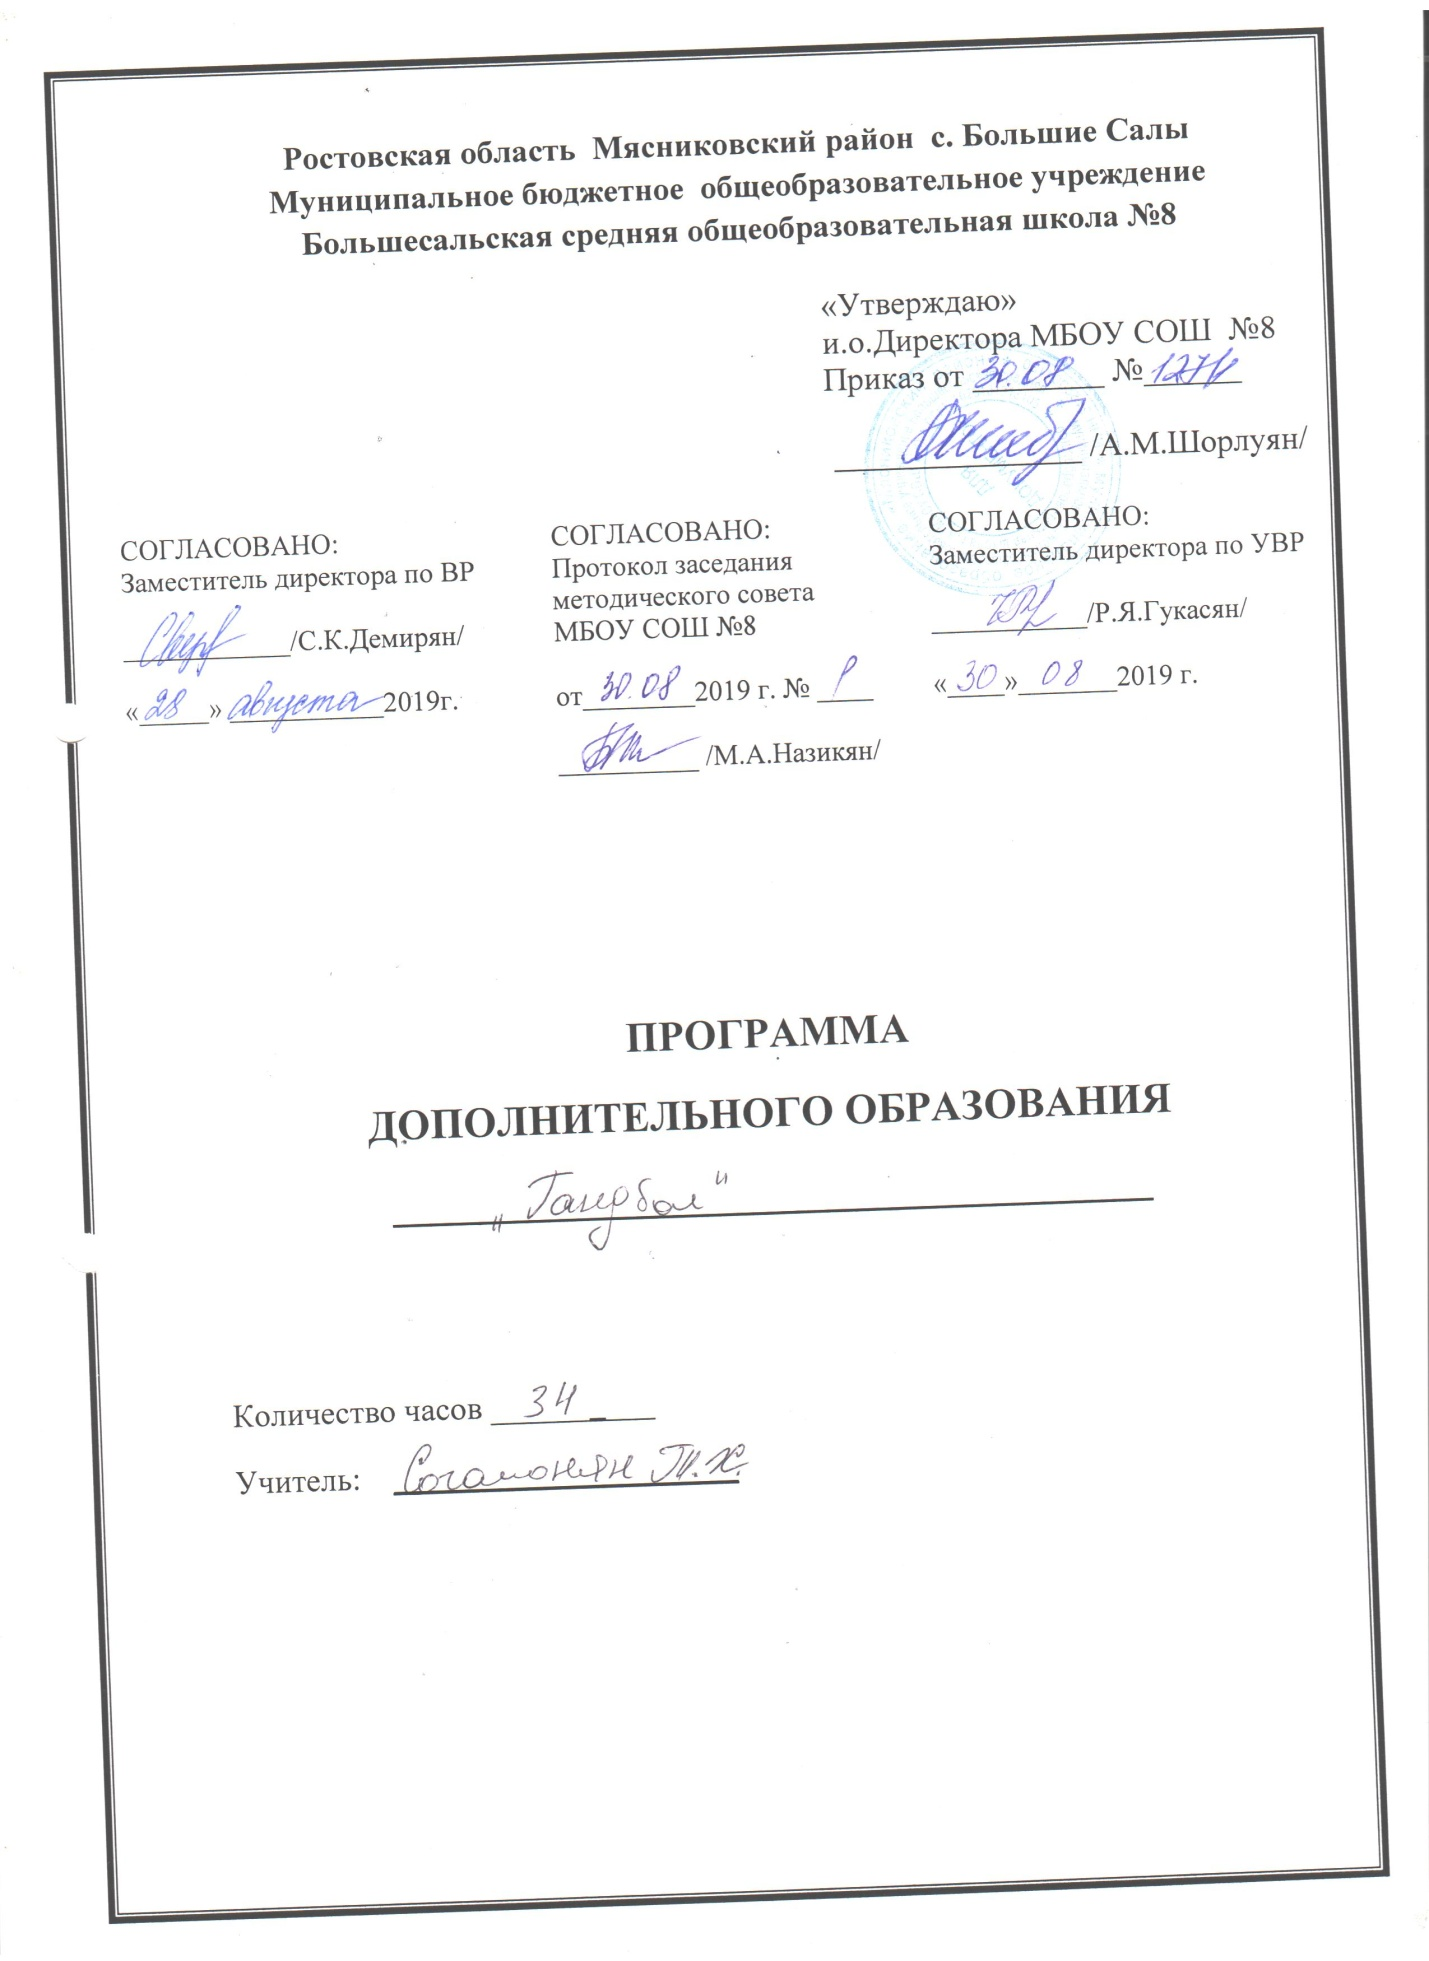 Ростовская область Мясниковский район с. Большие Салы
Муниципальное бюджетное общеобразовательное учреждение
Большесальская средняя общеобразовательная школа №8
«Утверждаю»
и.о.Директора МБОУ СОШ №8
Приказ от 30.08 №
/А.М.Шорлуян/
СОГЛАСОВАНО:
Заместитель директора по ВР
/С.К.Демирян/
«28» августа 2019г.
СОГЛАСОВАНО:
Протокол заседания
методического совета
МБОУ СОШ №8
от 30.08 2019 г. № 1
/М.А.Назикян/
СОГЛАСОВАНО:
Заместитель директора по УВР
/Р.Я.Гукасян/
«30» 08 2019 г.
ПРОГРАММА
ДОПОЛНИТЕЛЬНОГО ОБРАЗОВАНИЯ
„Гандбол"
Количество часов 34
Учитель: Согомонян Т.Х.